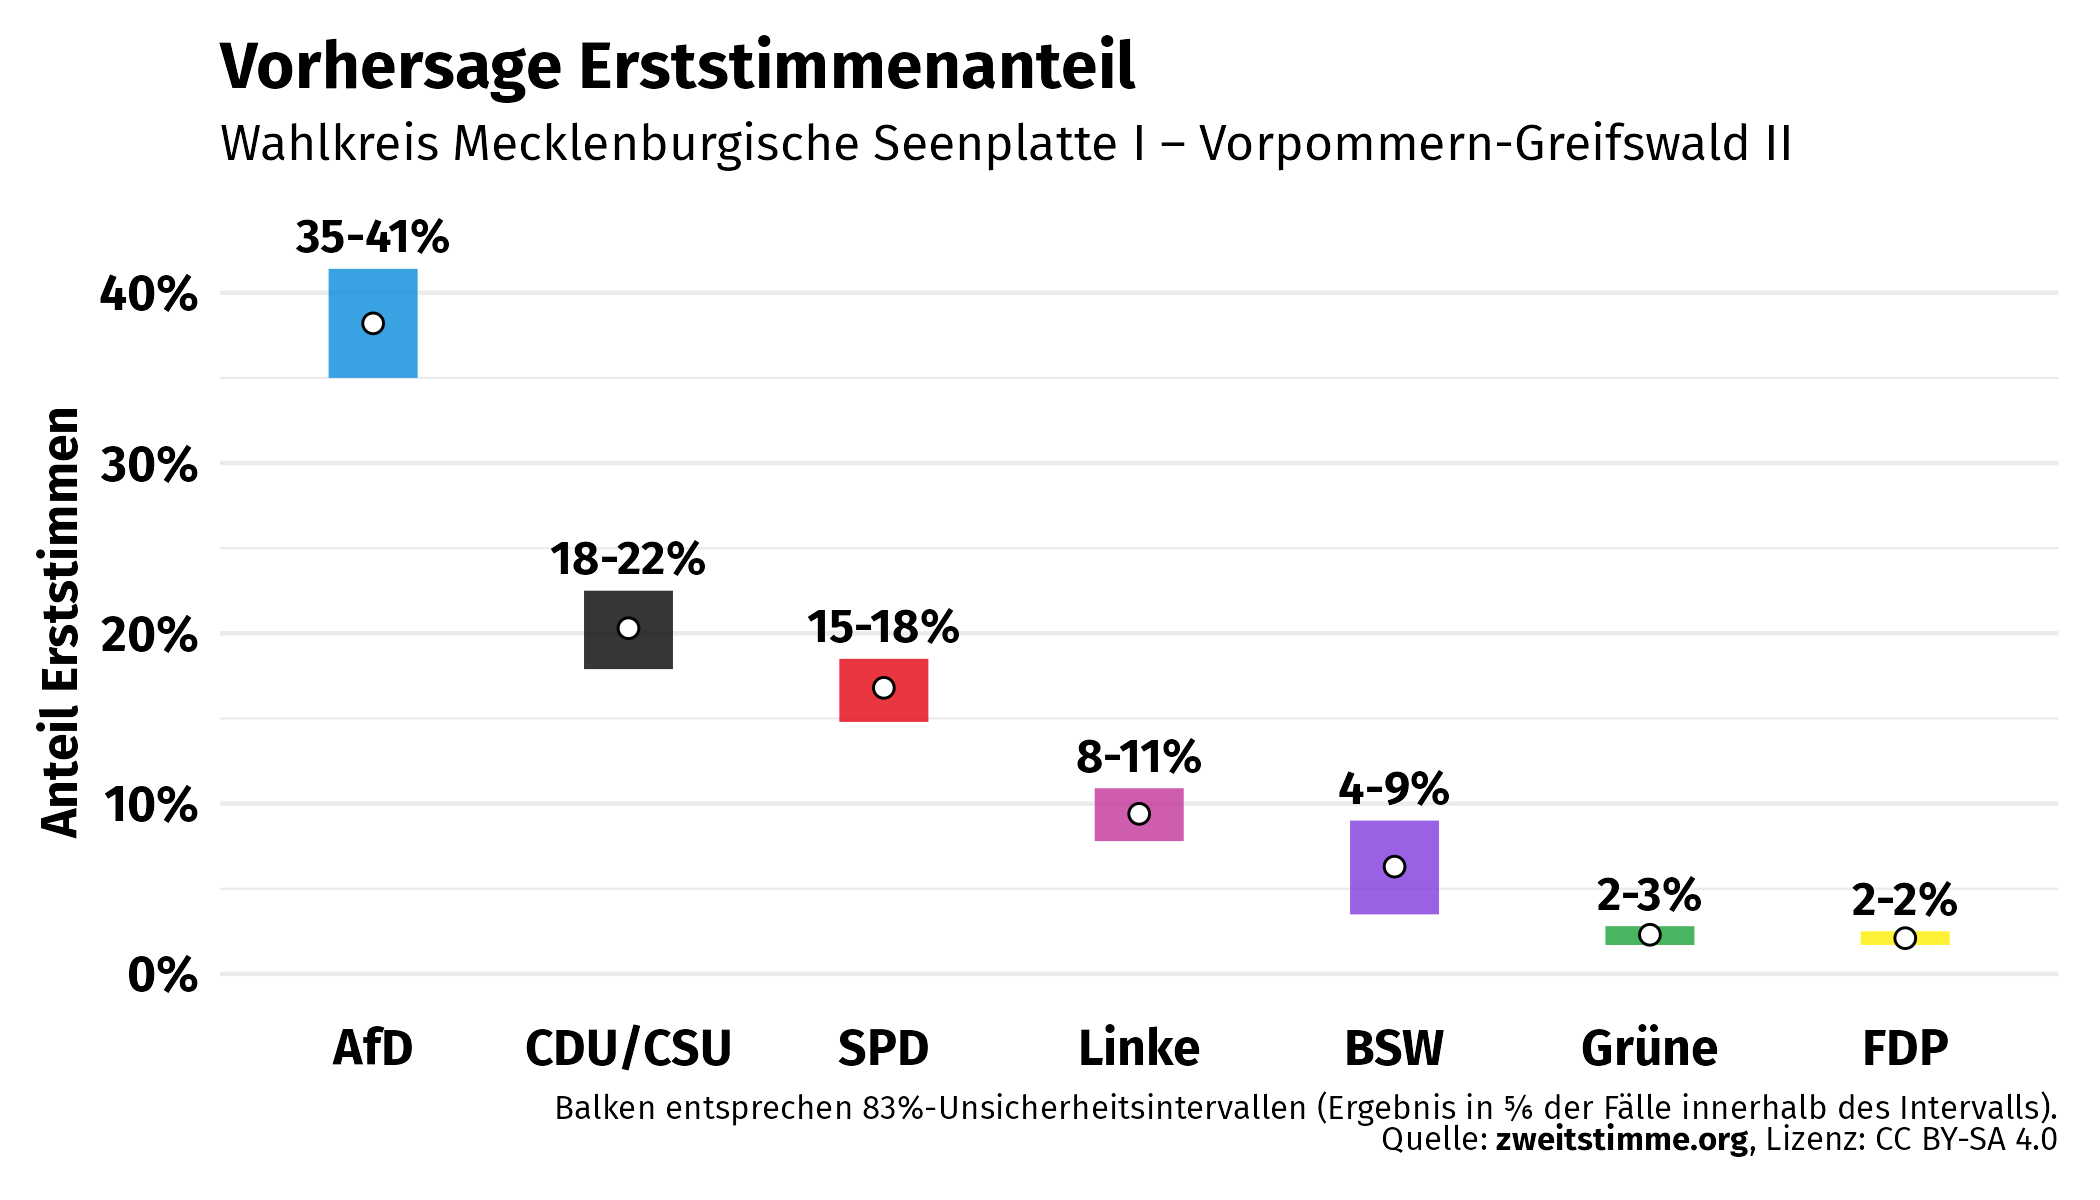 Vorhersage Erststimmenanteil
Wahlkreis Mecklenburgische Seenplatte I – Vorpommern-Greifswald II
Anteil Erststimmen
40%
30%
20%
10%
0%
35-41%
18-22%
15-18%
8-11%
4-9%
2-3%
2-2%
AfD
CDU/CSU
SPD
Linke
BSW
Grüne
FDP
Balken entsprechen 83%-Unsicherheitsintervallen (Ergebnis in ⅚ der Fälle innerhalb des Intervalls).
Quelle: zweitstimme.org, Lizenz: CC BY-SA 4.0